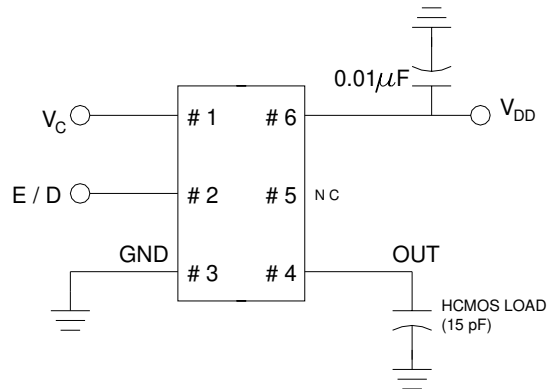 0.01μF
V_C
# 1
# 6
V_DD
E / D
# 2
# 5
N C
GND
# 3
# 4
OUT
HCMOS LOAD
(15 pF)